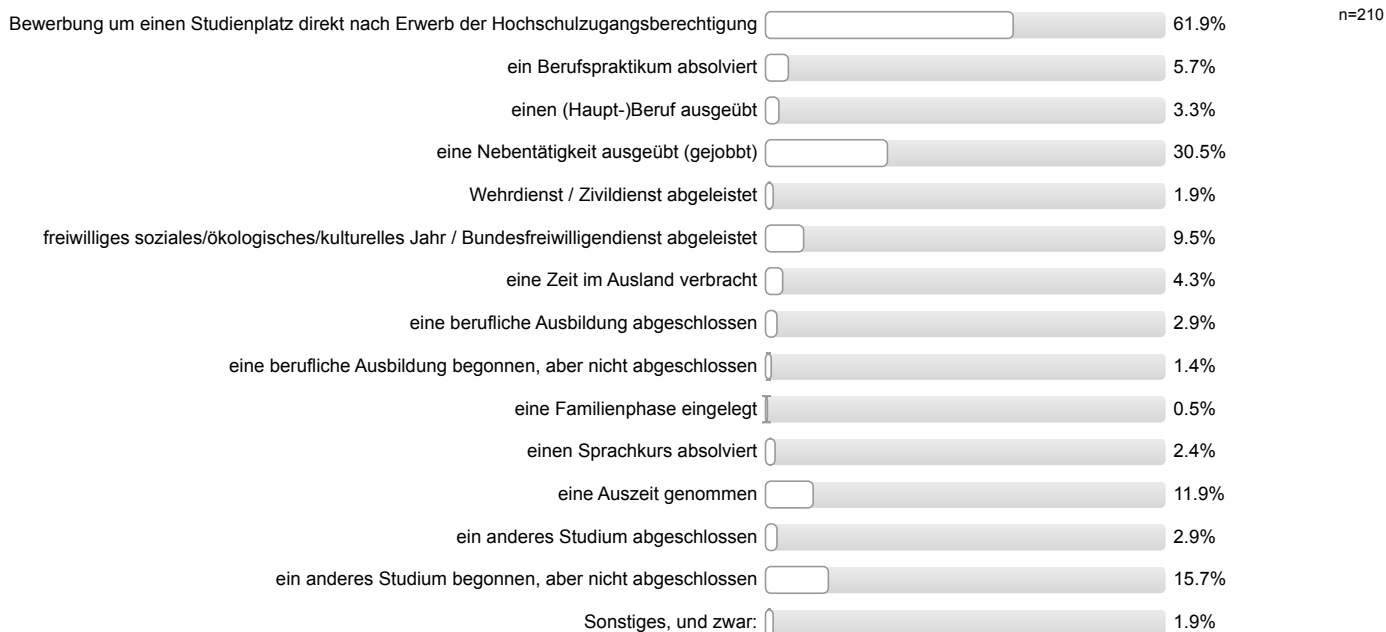 Bewerbung um einen Studienplatz direkt nach Erwerb der Hochschulzugangsberechtigung 61.9% n=210
ein Berufspraktikum absolviert 5.7%
einen (Haupt-)Beruf ausgeübt 3.3%
eine Nebentätigkeit ausgeübt (gejobbt) 30.5%
Wehrdienst / Zivildienst abgeleistet 1.9%
freiwilliges soziales/ökologisches/kulturelles Jahr / Bundesfreiwilligendienst abgeleistet 9.5%
eine Zeit im Ausland verbracht 4.3%
eine berufliche Ausbildung abgeschlossen 2.9%
eine berufliche Ausbildung begonnen, aber nicht abgeschlossen 1.4%
eine Familienphase eingelegt 0.5%
einen Sprachkurs absolviert 2.4%
eine Auszeit genommen 11.9%
ein anderes Studium abgeschlossen 2.9%
ein anderes Studium begonnen, aber nicht abgeschlossen 15.7%
Sonstiges, und zwar: 1.9%